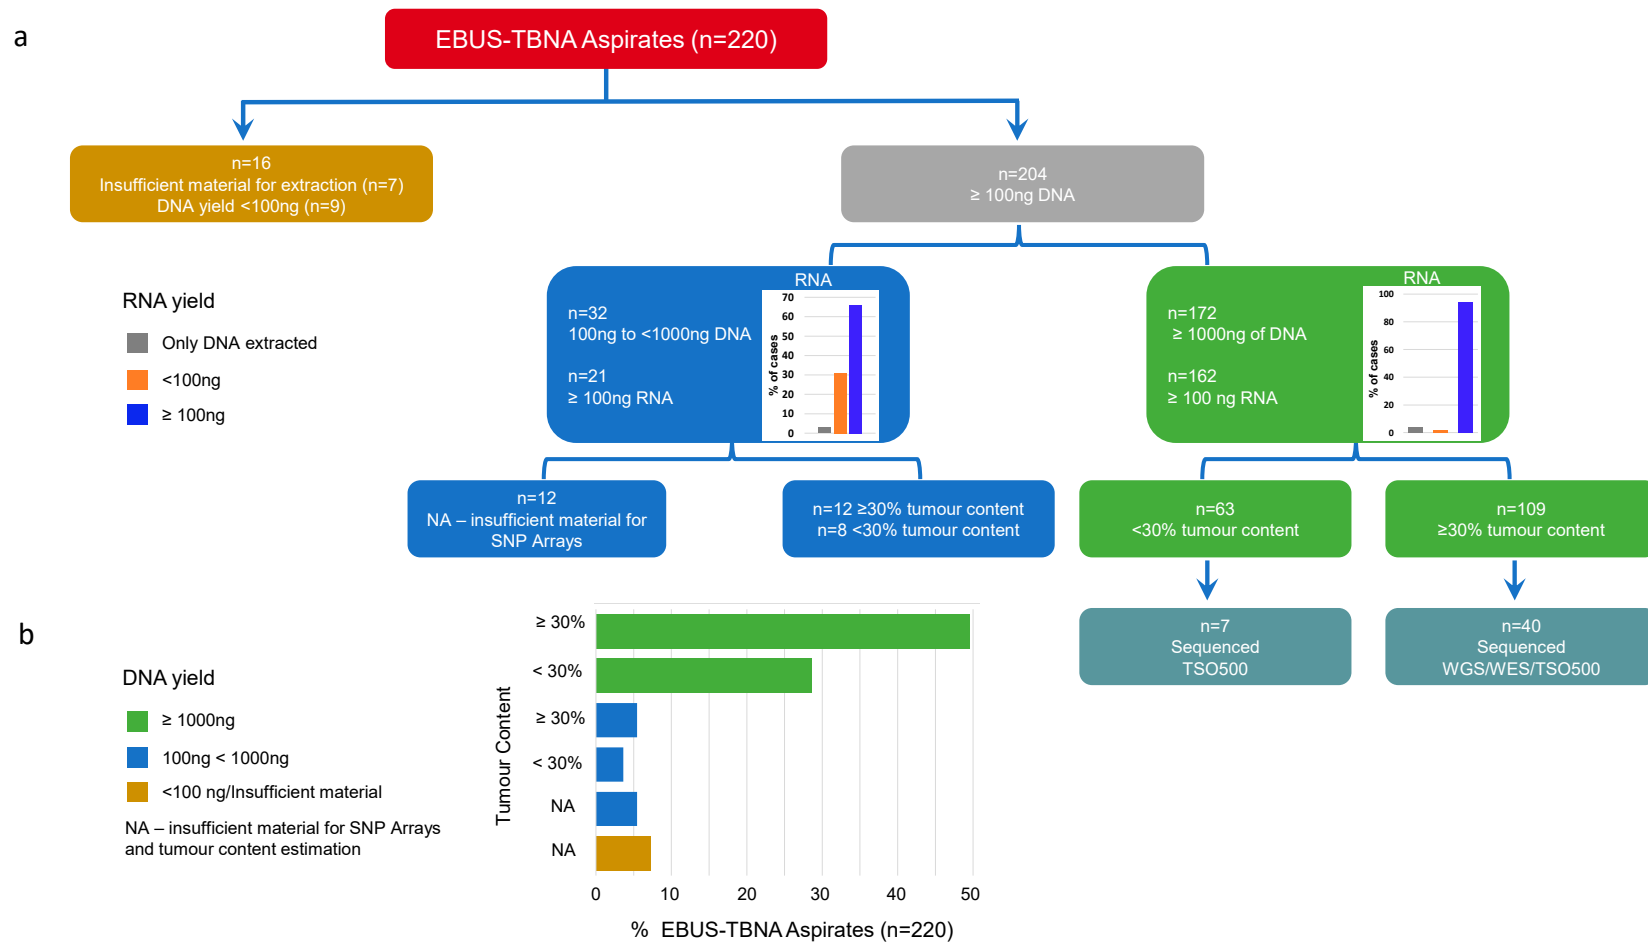 a
EBUS-TBNA Aspirates (n=220)
n=16
Insufficient material for extraction (n=7)
DNA yield <100ng (n=9)
n=204
≥ 100ng DNA
RNA yield
Only DNA extracted
<100ng
≥ 100ng
n=32
100ng to <1000ng DNA
n=21
≥ 100ng RNA
RNA
% of cases
70
60
50
40
30
20
10
0
n=172
≥ 1000ng of DNA
n=162
≥ 100 ng RNA
RNA
% of cases
100
80
60
40
20
0
n=12
NA – insufficient material for
SNP Arrays
n=12 ≥30% tumour content
n=8 <30% tumour content
n=63
<30% tumour content
n=109
≥30% tumour content
n=7
Sequenced
TSO500
n=40
Sequenced
WGS/WES/TSO500
b
DNA yield
≥ 1000ng
100ng < 1000ng
<100 ng/Insufficient material
NA – insufficient material for SNP Arrays
and tumour content estimation
Tumour Content
≥ 30%
< 30%
≥ 30%
< 30%
NA
NA
0 10 20 30 40 50
% EBUS-TBNA Aspirates (n=220)